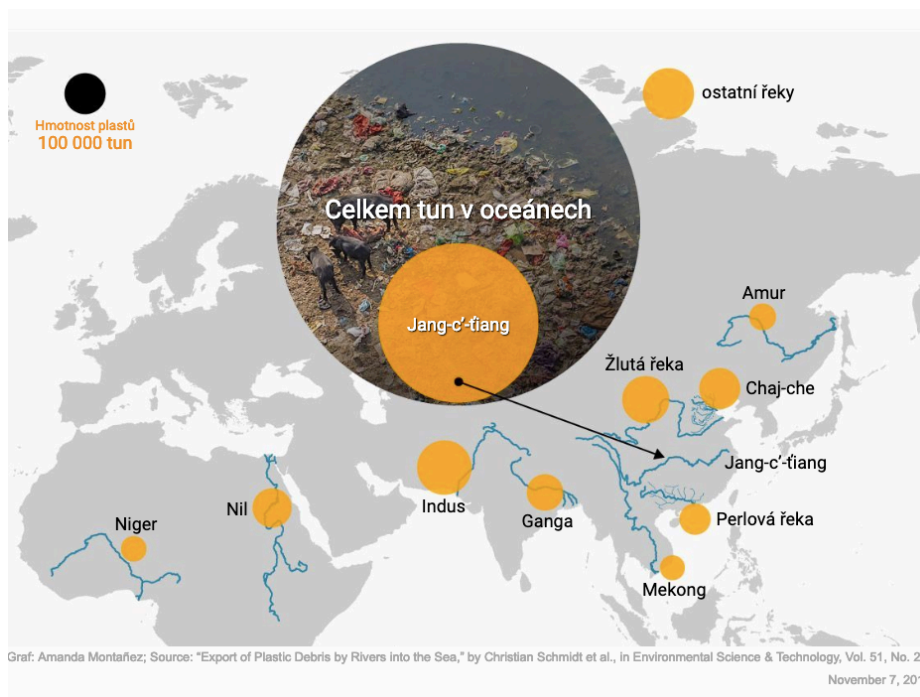 Hmotnost plastů
100 000 tun
ostatní řeky
Celkem tun v oceánech
Jang-c'-ťiang
Amur
Žlutá řeka
Chaj-che
Jang-c'-ťiang
Indus
Ganga
Perlová řeka
Nil
Niger
Mekong
Graf: Amanda Montañez; Source: “Export of Plastic Debris by Rivers into the Sea,” by Christian Schmidt et al., in Environmental Science & Technology, Vol. 51, No. 2
November 7, 201